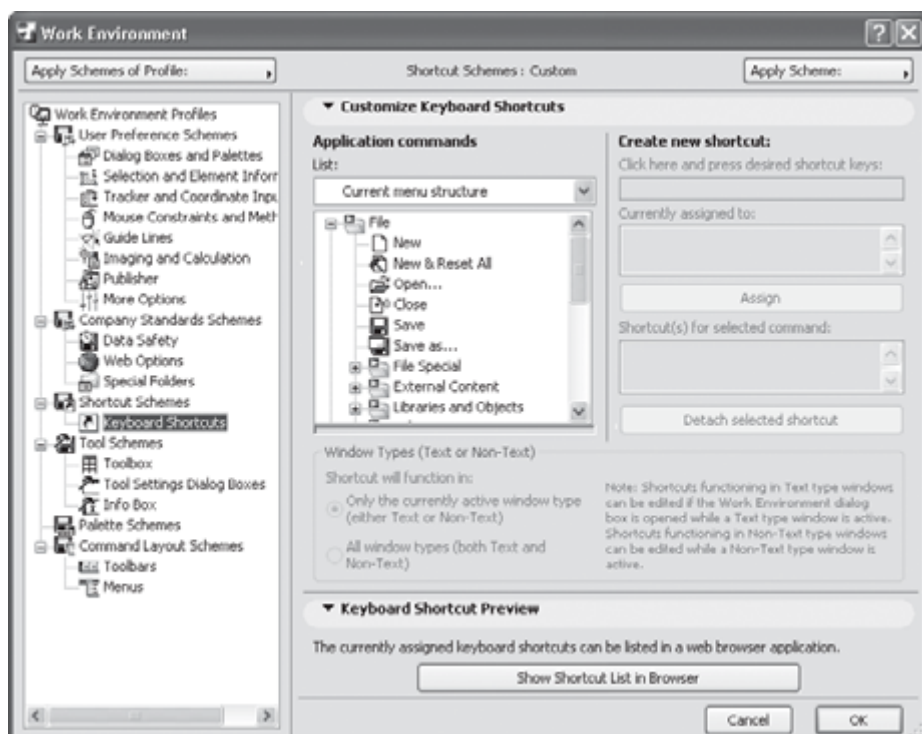 Work Environment
Apply Schemes of Profile:
Shortcut Schemes : Custom
Apply Scheme:
Work Environment Profiles
User Preference Schemes
Dialog Boxes and Palettes
Selection and Element Inforr
Tracker and Coordinate Inpu
Mouse Constraints and Meth
Guide Lines
Imaging and Calculation
Publisher
More Options
Company Standards Schemes
Data Safety
Web Options
Special Folders
Shortcut Schemes
Keyboard Shortcuts
Tool Schemes
Toolbox
Tool Settings Dialog Boxes
Info Box
Palette Schemes
Command Layout Schemes
Toolbars
Menus
Customize Keyboard Shortcuts
Application commands
List:
Current menu structure
File
New
New & Reset All
Open...
Close
Save
Save as...
File Special
External Content
Libraries and Objects
Create new shortcut:
Click here and press desired shortcut keys:
Currently assigned to:
Assign
Shortcut(s) for selected command:
Detach selected shortcut
Window Types (Text or Non-Text)
Shortcut will function in:
Only the currently active window type
(either Text or Non-Text)
All window types (both Text and
Non-Text)
Note: Shortcuts functioning in Text type windows
can be edited if the Work Environment dialog
box is opened while a Text type window is active.
Shortcuts functioning in Non-Text type windows
can be edited while a Non-Text type window is
active.
Keyboard Shortcut Preview
The currently assigned keyboard shortcuts can be listed in a web browser application.
Show Shortcut List in Browser
Cancel
OK